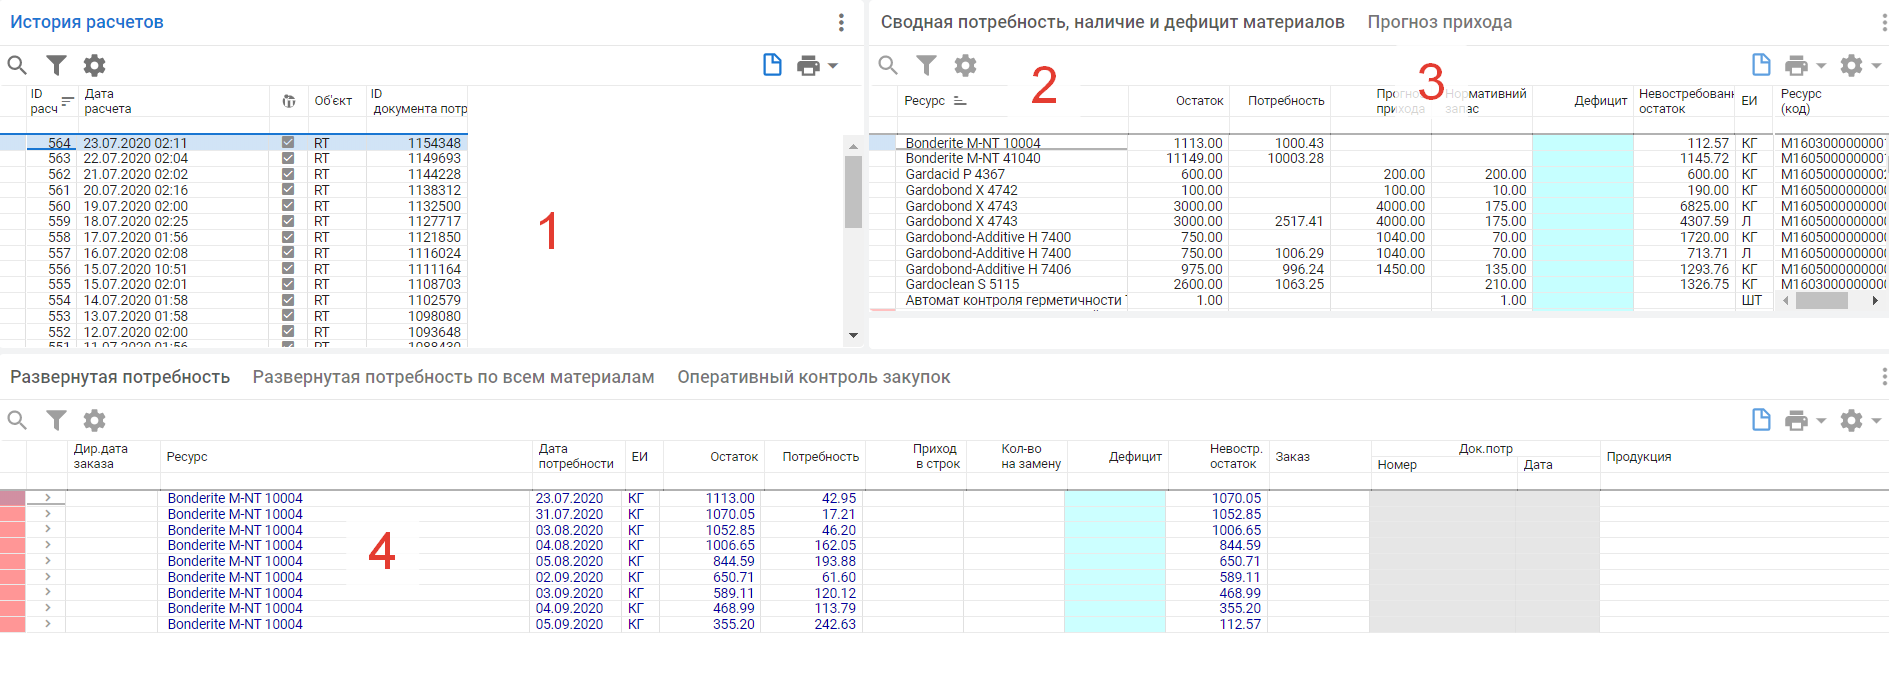 История расчетов
ID расч Дата расчета Об'єкт ID документа потр
564 23.07.2020 02:11 RT 1154348
563 22.07.2020 02:04 RT 1149693
562 21.07.2020 02:02 RT 1144228
561 20.07.2020 02:16 RT 1138312
560 19.07.2020 02:00 RT 1132500
559 18.07.2020 02:25 RT 1127717
558 17.07.2020 01:56 RT 1121850
557 16.07.2020 02:08 RT 1116024
556 15.07.2020 10:51 RT 1111164
555 15.07.2020 02:01 RT 1108703
554 14.07.2020 01:58 RT 1102579
553 13.07.2020 01:58 RT 1098080
552 12.07.2020 02:00 RT 1093648
551 11.07.2020 01:56 RT 1088430
1
Сводная потребность, наличие и дефицит материалов Прогноз прихода
2
3
Ресурс Остаток Потребность Прогноз прихода Нормативний запас Дефицит Невостребован остаток ЕИ Ресурс (код)
Bonderite M-NT 10004 1113.00 1000.43 112.57 КГ
Bonderite M-NT 41040 11149.00 10003.28 1145.72 КГ
Gardacid P 4367 600.00 200.00 200.00 600.00 КГ
Gardobond X 4742 100.00 100.00 10.00 190.00 КГ
Gardobond X 4743 3000.00 4000.00 175.00 6825.00 КГ
Gardobond X 4743 3000.00 2517.41 4000.00 175.00 4307.59 Л
Gardobond-Additive H 7400 750.00 1040.00 70.00 1720.00 КГ
Gardobond-Additive H 7400 750.00 1006.29 1040.00 70.00 713.71 Л
Gardobond-Additive H 7406 975.00 996.24 1450.00 135.00 1293.76 КГ
Gardoclean S 5115 2600.00 1063.25 210.00 1326.75 КГ
Автомат контроля герметичности 1.00 1.00 ШТ
Развернутая потребность Развернутая потребность по всем материалам Оперативный контроль закупок
Дир.дата заказа Ресурс Дата потребности ЕИ Остаток Потребность Приход в строк Кол-во на замену Дефицит Невостр. остаток Заказ Док.потр Номер Дата Продукция
Bonderite M-NT 10004 23.07.2020 КГ 1113.00 42.95 1070.05
Bonderite M-NT 10004 31.07.2020 КГ 1070.05 17.21 1052.85
Bonderite M-NT 10004 03.08.2020 КГ 1052.85 46.20 1006.65
Bonderite M-NT 10004 04.08.2020 КГ 1006.65 162.05 844.59
Bonderite M-NT 10004 05.08.2020 КГ 844.59 193.88 650.71
Bonderite M-NT 10004 02.09.2020 КГ 650.71 61.60 589.11
Bonderite M-NT 10004 03.09.2020 КГ 589.11 120.12 468.99
Bonderite M-NT 10004 04.09.2020 КГ 468.99 113.79 355.20
Bonderite M-NT 10004 05.09.2020 КГ 355.20 242.63 112.57
4